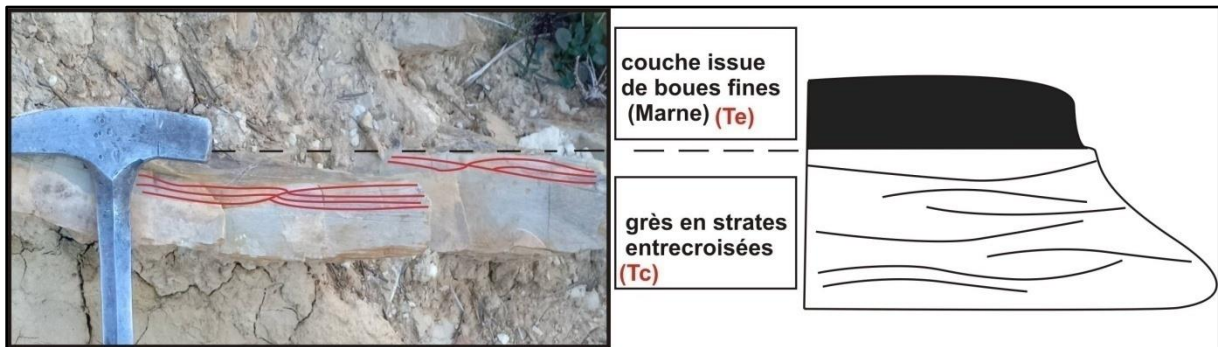 couche issue
de boues fines
(Marne) (Te)
grès en strates
entrecroisées
(Tc)